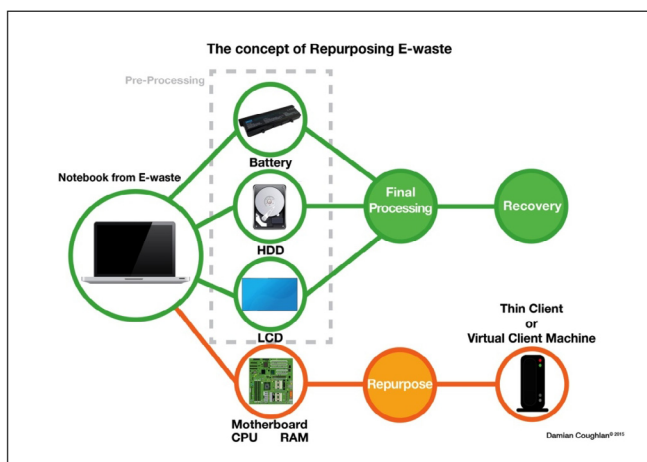 The concept of Repurposing E-waste
Pre-Processing
Battery
Notebook from E-waste
Final
Processing
Recovery
HDD
LCD
Thin Client
or
Virtual Client Machine
Repurpose
Motherboard
CPU RAM
Damian Coughlan© 2015